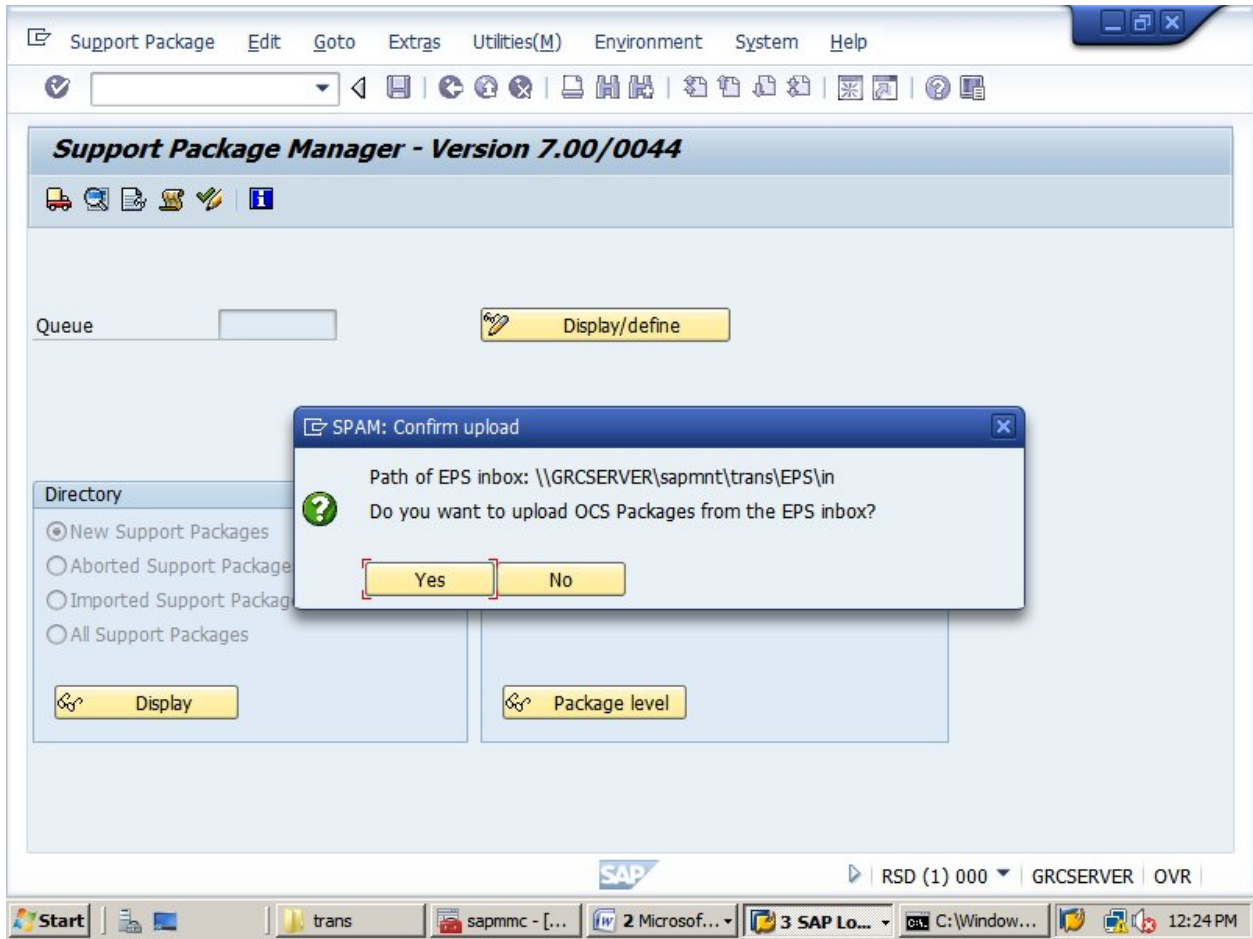 Support Package Edit Goto Extras Utilities(M) Environment System Help
Support Package Manager - Version 7.00/0044
Queue
Display/define
SPAM: Confirm upload
Path of EPS inbox: \\GRCSERVER\sapmnt\trans\EPS\in
Do you want to upload OCS Packages from the EPS inbox?
Yes No
Directory
New Support Packages
Aborted Support Package
Imported Support Packag
All Support Packages
Display
Package level
SAP
RSD (1) 000 GRCSERVER OVR
Start trans sapmmc - [... 2 Microsof... 3 SAP Lo... C:\Window... 12:24 PM